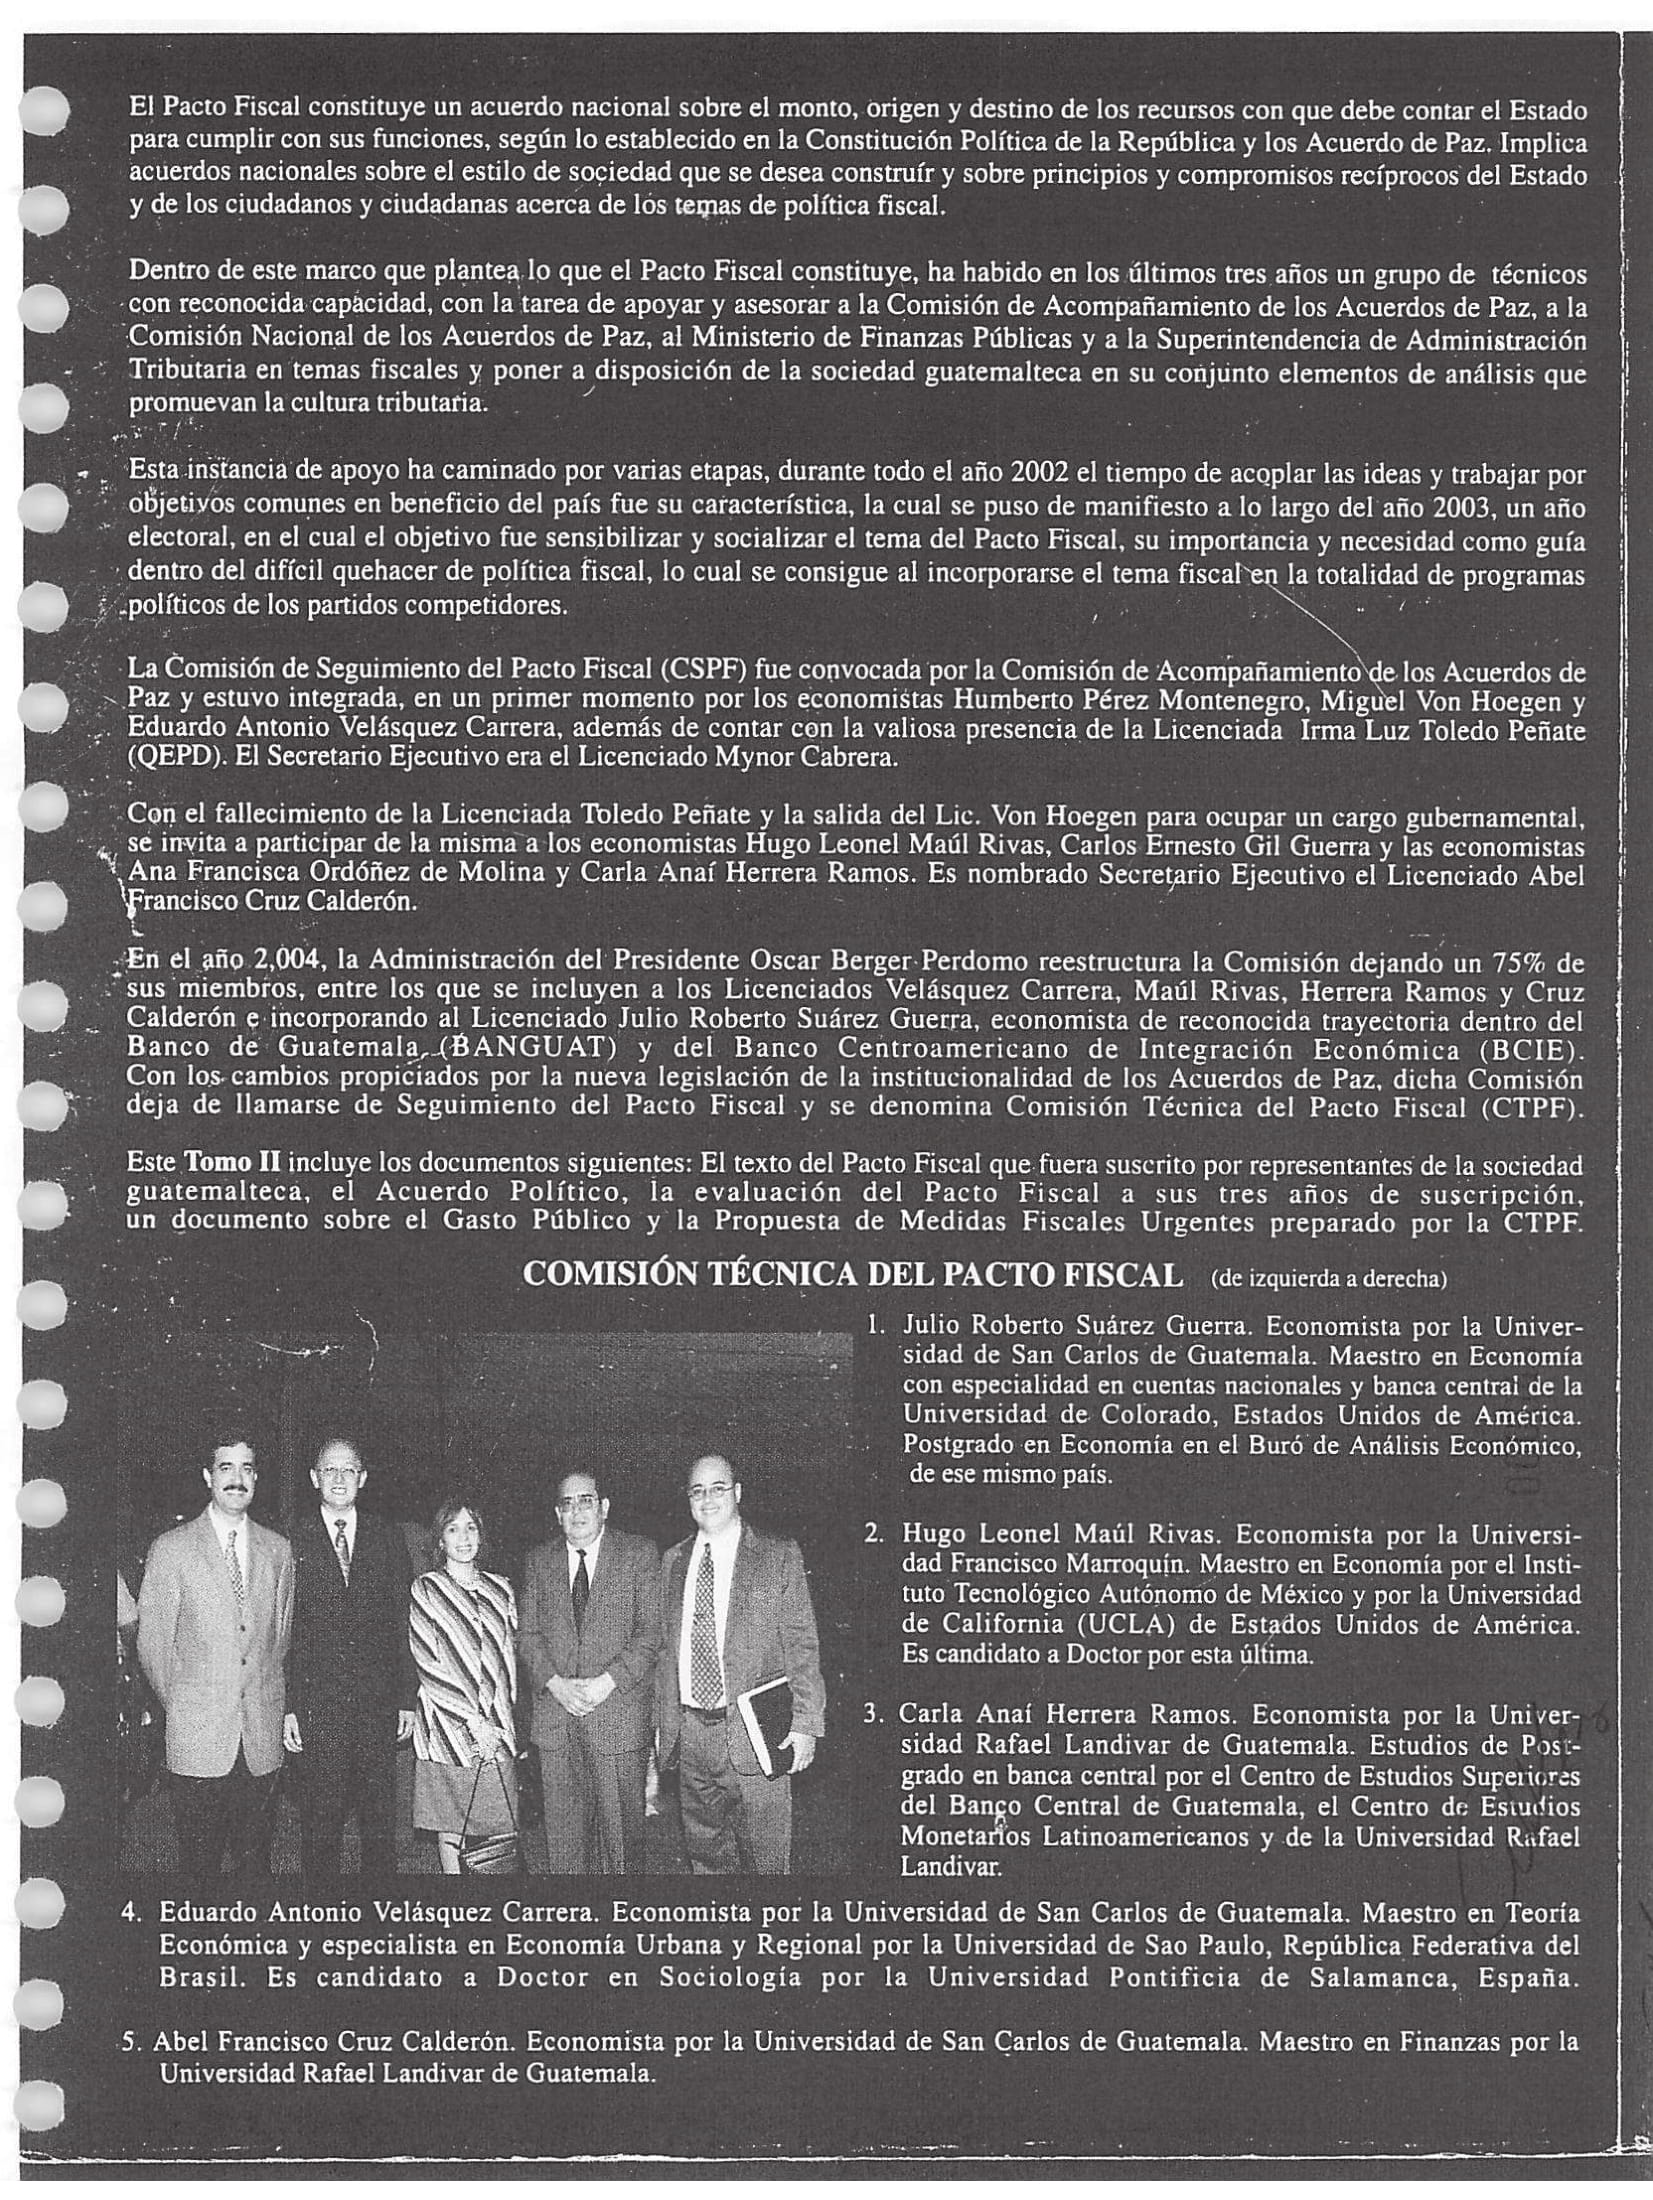 El Pacto Fiscal constituye un acuerdo nacional sobre el monto, origen y destino de los recursos con que debe contar el Estado
para cumplir con sus funciones, según lo establecido en la Constitución Política de la República y los Acuerdo de Paz. Implica
acuerdos nacionales sobre el estilo de sociedad que se desea construír y sobre principios y compromisos recíprocos del Estado
y de los ciudadanos y ciudadanas acerca de los temas de política fiscal.
Dentro de este marco que plantea lo que el Pacto Fiscal constituye, ha habido en los últimos tres años un grupo de técnicos
con reconocida capacidad, con la tarea de apoyar y asesorar a la Comisión de Acompañamiento de los Acuerdos de Paz, a la
Comisión Nacional de los Acuerdos de Paz, al Ministerio de Finanzas Públicas y a la Superintendencia de Administración
Tributaria en temas fiscales y poner a disposición de la sociedad guatemalteca en su conjunto elementos de análisis que
promuevan la cultura tributaria.
Esta instancia de apoyo ha caminado por varias etapas, durante todo el año 2002 el tiempo de acoplar las ideas y trabajar por
objetivos comunes en beneficio del país fue su característica, la cual se puso de manifiesto a lo largo del año 2003, un año
electoral, en el cual el objetivo fue sensibilizar y socializar el tema del Pacto Fiscal, su importancia y necesidad como guía
dentro del difícil quehacer de política fiscal, lo cual se consigue al incorporarse el tema fiscal en la totalidad de programas
políticos de los partidos competidores.
La Comisión de Seguimiento del Pacto Fiscal (CSPF) fue convocada por la Comisión de Acompañamiento de los Acuerdos de
Paz y estuvo integrada, en un primer momento por los economistas Humberto Pérez Montenegro, Miguel Von Hoegen y
Eduardo Antonio Velásquez Carrera, además de contar con la valiosa presencia de la Licenciada Irma Luz Toledo Peñate
(QEPD). El Secretario Ejecutivo era el Licenciado Mynor Cabrera.
Con el fallecimiento de la Licenciada Toledo Peñate y la salida del Lic. Von Hoegen para ocupar un cargo gubernamental,
se invita a participar de la misma a los economistas Hugo Leonel Maúl Rivas, Carlos Ernesto Gil Guerra y las economistas
Ana Francisca Ordóñez de Molina y Carla Anaí Herrera Ramos. Es nombrado Secretario Ejecutivo el Licenciado Abel
Francisco Cruz Calderón.
En el año 2,004, la Administración del Presidente Oscar Berger Perdomo reestructura la Comisión dejando un 75% de
sus miembros, entre los que se incluyen a los Licenciados Velásquez Carrera, Maúl Rivas, Herrera Ramos y Cruz
Calderón e incorporando al Licenciado Julio Roberto Suárez Guerra, economista de reconocida trayectoria dentro del
Banco de Guatemala (BANGUAT) y del Banco Centroamericano de Integración Económica (BCIE).
Con los cambios propiciados por la nueva legislación de la institucionalidad de los Acuerdos de Paz, dicha Comisión
deja de llamarse de Seguimiento del Pacto Fiscal y se denomina Comisión Técnica del Pacto Fiscal (CTPF).
Este Tomo II incluye los documentos siguientes: El texto del Pacto Fiscal que fuera suscrito por representantes de la sociedad
guatemalteca, el Acuerdo Político, la evaluación del Pacto Fiscal a sus tres años de suscripción,
un documento sobre el Gasto Público y la Propuesta de Medidas Fiscales Urgentes preparado por la CTPF.
COMISIÓN TÉCNICA DEL PACTO FISCAL (de izquierda a derecha)
1. Julio Roberto Suárez Guerra. Economista por la Univer-
sidad de San Carlos de Guatemala. Maestro en Economía
con especialidad en cuentas nacionales y banca central de la
Universidad de Colorado, Estados Unidos de América.
Postgrado en Economía en el Buró de Análisis Económico,
de ese mismo país.
2. Hugo Leonel Maúl Rivas. Economista por la Universi-
dad Francisco Marroquín. Maestro en Economía por el Insti-
tuto Tecnológico Autónomo de México y por la Universidad
de California (UCLA) de Estados Unidos de América.
Es candidato a Doctor por esta última.
3. Carla Anaí Herrera Ramos. Economista por la Univer-
sidad Rafael Landivar de Guatemala. Estudios de Post-
grado en banca central por el Centro de Estudios Superiores
del Banco Central de Guatemala, el Centro de Estudios
Monetarios Latinoamericanos y de la Universidad Rafael
Landivar.
4. Eduardo Antonio Velásquez Carrera. Economista por la Universidad de San Carlos de Guatemala. Maestro en Teoría
Económica y especialista en Economía Urbana y Regional por la Universidad de Sao Paulo, República Federativa del
Brasil. Es candidato a Doctor en Sociología por la Universidad Pontificia de Salamanca, España.
5. Abel Francisco Cruz Calderón. Economista por la Universidad de San Carlos de Guatemala. Maestro en Finanzas por la
Universidad Rafael Landivar de Guatemala.